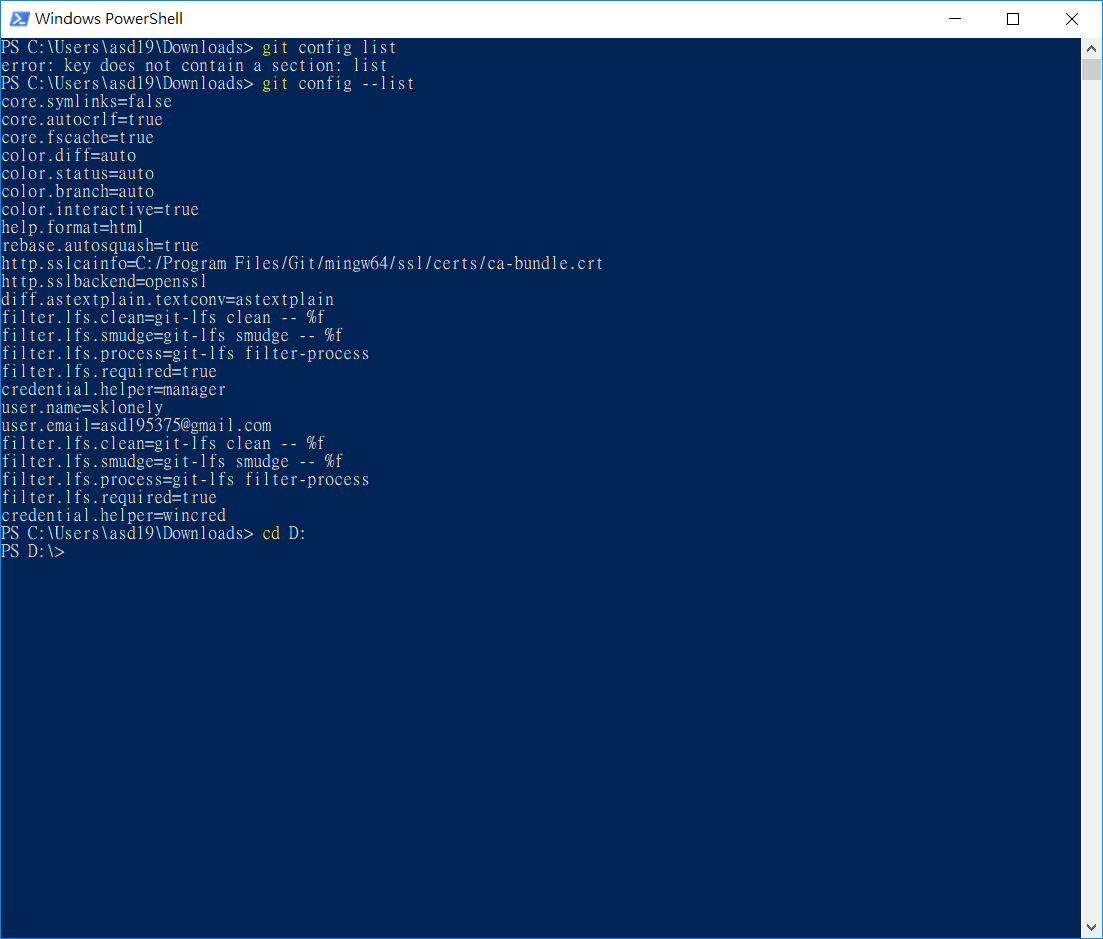 Windows PowerShell
PS C:\Users\asd19\Downloads> git config list
error: key does not contain a section: list
PS C:\Users\asd19\Downloads> git config --list
core.symlinks=false
core.autocrlf=true
core.fscache=true
color.diff=auto
color.status=auto
color.branch=auto
color.interactive=true
help.format=html
rebase.autosquash=true
http.sslcainfo=C:/Program Files/Git/mingw64/ssl/certs/ca-bundle.crt
http.sslbackend=openssl
diff.astextplain.textconv=astextplain
filter.lfs.clean=git-lfs clean -- %f
filter.lfs.smudge=git-lfs smudge -- %f
filter.lfs.process=git-lfs filter-process
filter.lfs.required=true
credential.helper=manager
user.name=sklonely
user.email=asd195375@gmail.com
filter.lfs.clean=git-lfs clean -- %f
filter.lfs.smudge=git-lfs smudge -- %f
filter.lfs.process=git-lfs filter-process
filter.lfs.required=true
credential.helper=wincred
PS C:\Users\asd19\Downloads> cd D:
PS D:\>